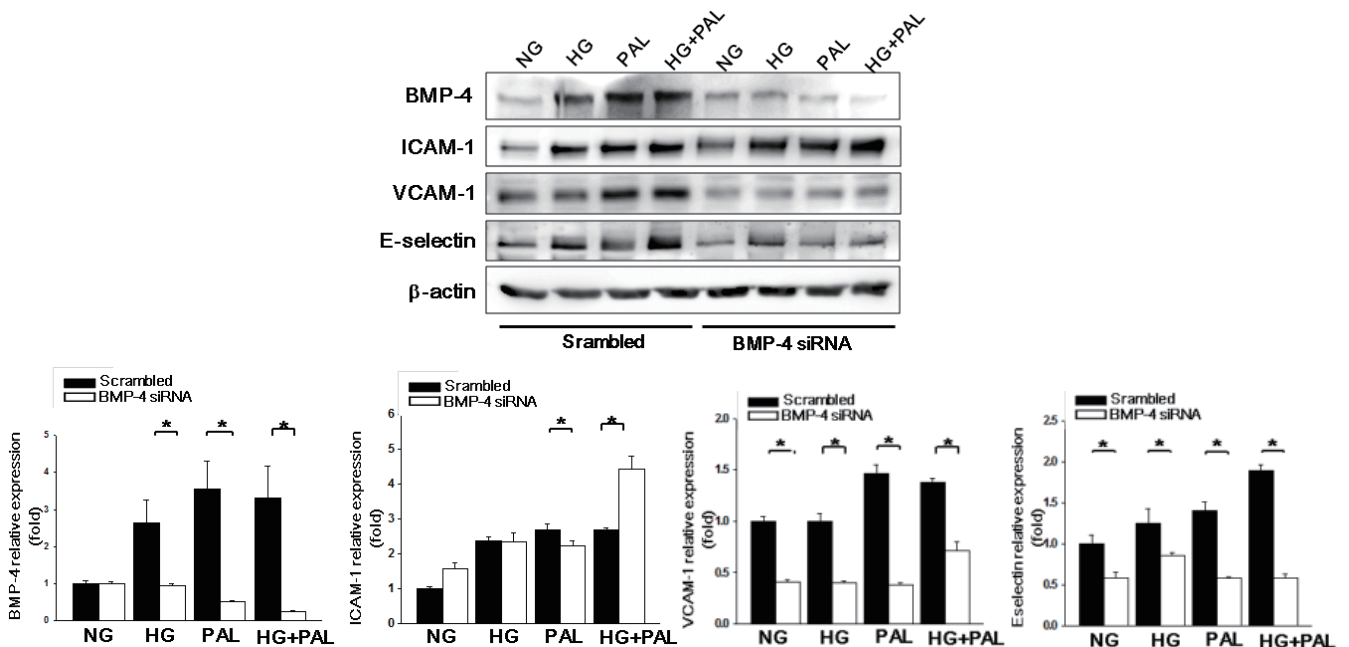 NG HG PAL HG+PAL NG HG PAL HG+PAL
BMP-4
ICAM-1
VCAM-1
E-selectin
β-actin
Srambled BMP-4 siRNA
Scrambled
BMP-4 siRNA
BMP-4 relative expression
(fold)
5
4
3
2
1
0
* * *
NG HG PAL HG+PAL
Srambled
BMP-4 siRNA
ICAM-1 relative expression
(fold)
6
5
4
3
2
1
0
* *
NG HG PAL HG+PAL
Scrambled
BMP-4 siRNA
VCAM-1 relative expression
(fold)
2.0
1.5
1.0
0.5
0.0
* * * *
NG HG PAL HG+PAL
Srambled
BMP-4 siRNA
Eselectin relative expression
(fold)
2.5
2.0
1.5
1.0
0.5
0.0
* * * *
NG HG PAL HG+PAL